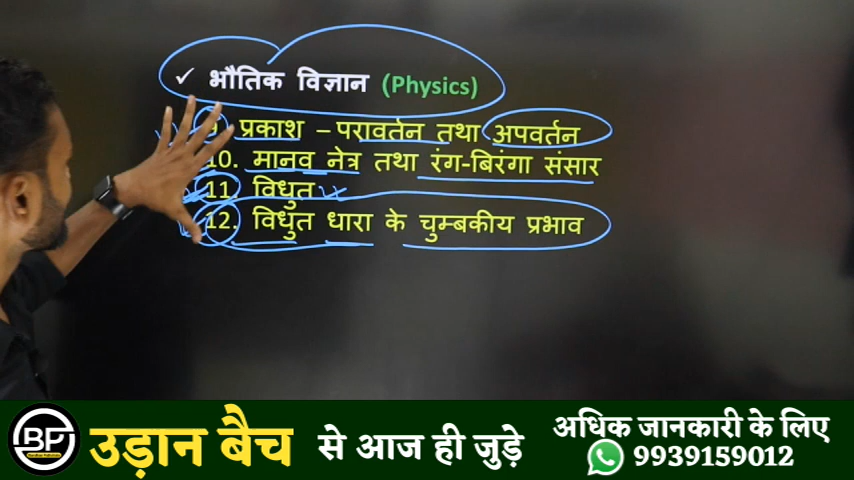 ✓ भौतिक विज्ञान (Physics)
9. प्रकाश – परावर्तन तथा अपवर्तन
10. मानव नेत्र तथा रंग-बिरंगा संसार
11 विधुत
12. विधुत धारा के चुम्बकीय प्रभाव
BP
उड़ान बैच से आज ही जुड़े
अधिक जानकारी के लिए
9939159012